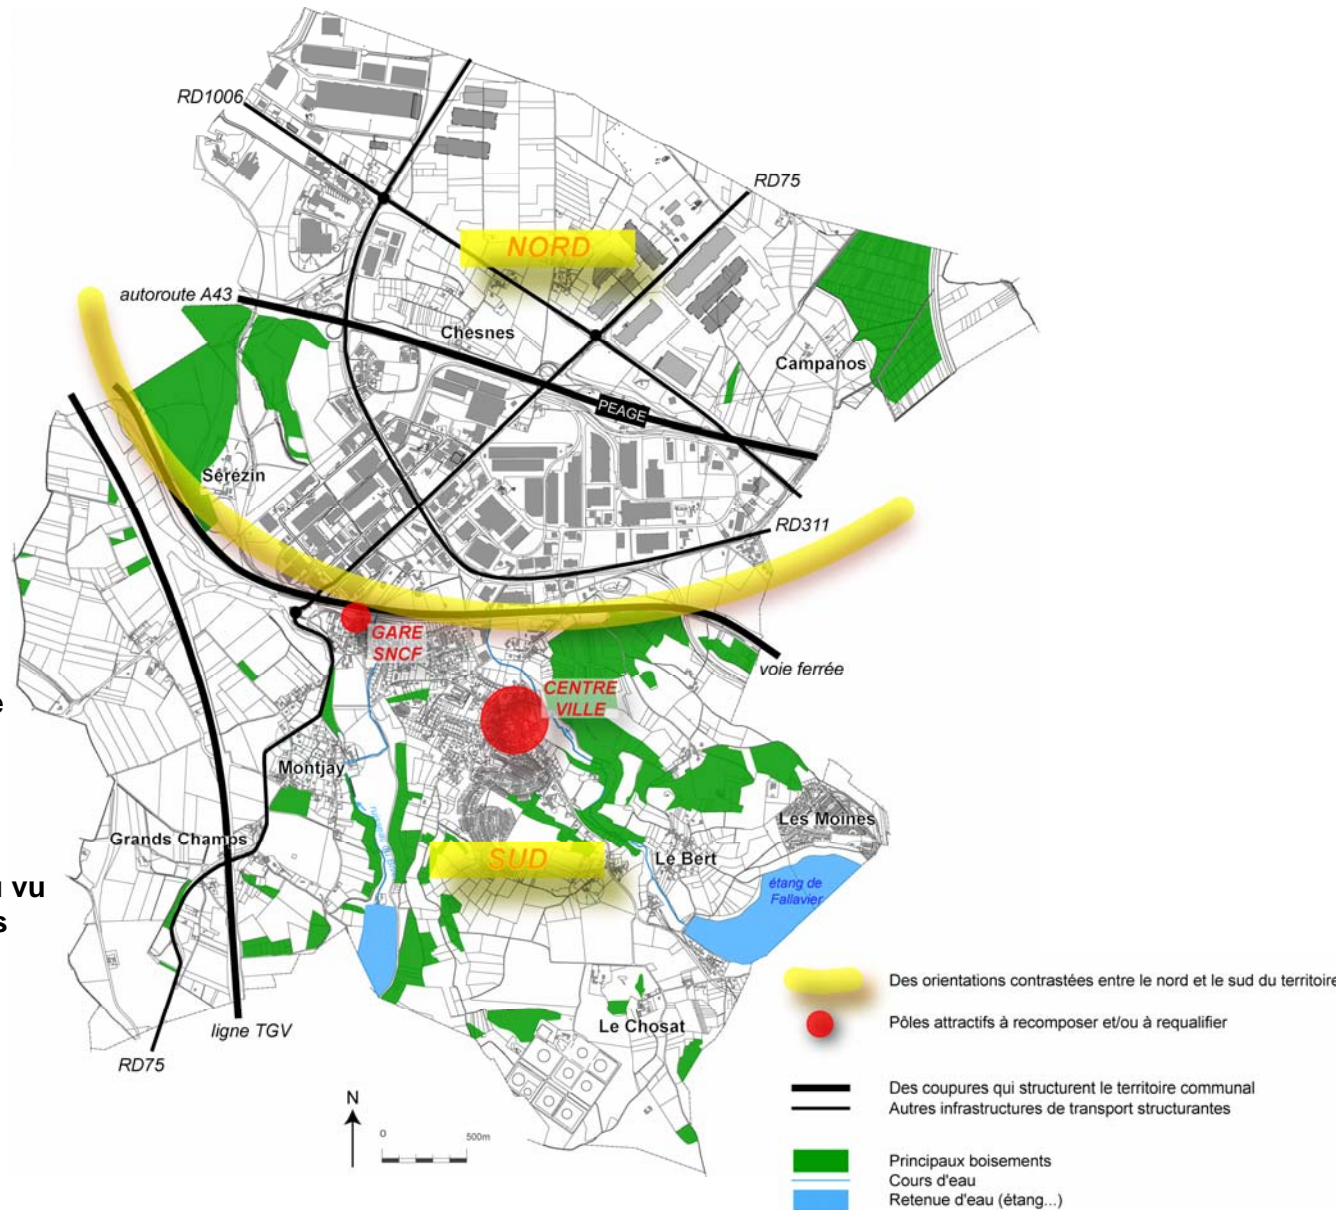 RD1006
RD75
NORD
autoroute A43
Chesnes
Campanos
PEAGE
Sérézin
RD311
GARE
SNCF
voie ferrée
CENTRE
VILLE
e
Montjay
Les Moines
Grands Champs
SUD
Le Bert
u vu
s
étang de
Fallavier
Des orientations contrastées entre le nord et le sud du territoire
Le Chosat
Pôles attractifs à recomposer et/ou à requalifier
ligne TGV
RD75
Des coupures qui structurent le territoire communal
N
Autres infrastructures de transport structurantes
0 500m
Principaux boisements
Cours d'eau
Retenue d'eau (étang...)